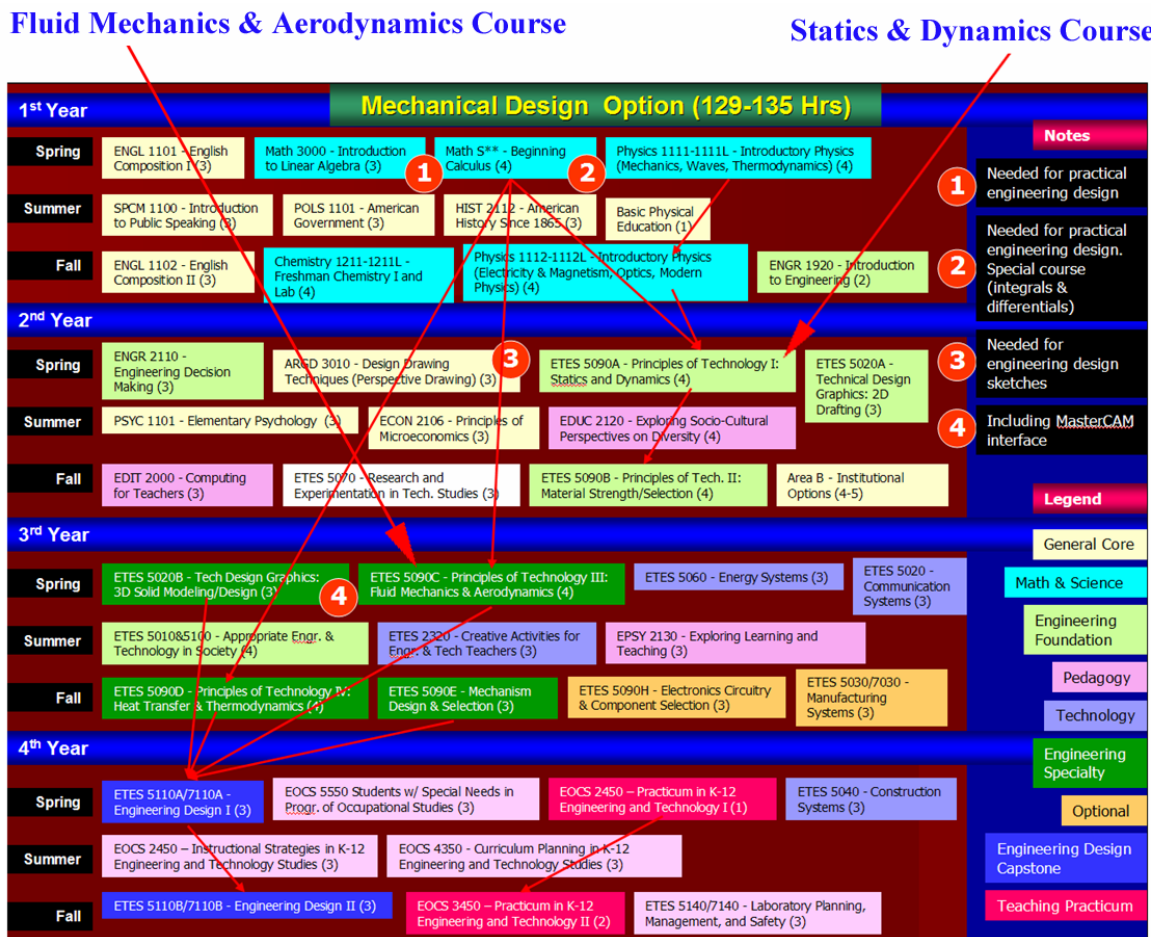 Fluid Mechanics & Aerodynamics Course
Statics & Dynamics Course
Mechanical Design Option (129-135 Hrs)
1st Year
Notes
Spring
ENGL 1101 - English
Composition I (3)
Math 3000 - Introduction
to Linear Algebra (3)
1
Math S** - Beginning
Calculus (4)
2
Physics 1111-1111L - Introductory Physics
(Mechanics, Waves, Thermodynamics) (4)
1
Needed for practical
engineering design
Summer
SPCM 1100 - Introduction
to Public Speaking (3)
POLS 1101 - American
Government (3)
HIST 2112 - American
History Since 1865 (3)
Basic Physical
Education (1)
Fall
ENGL 1102 - English
Composition II (3)
Chemistry 1211-1211L -
Freshman Chemistry I and
Lab (4)
Physics 1112-1112L - Introductory Physics
(Electricity & Magnetism, Optics, Modern
Physics) (4)
ENGR 1920 - Introduction
to Engineering (2)
2
Needed for practical
engineering design.
Special course
(integrals &
differentials)
2nd Year
Spring
ENGR 2110 -
Engineering Decision
Making (3)
ARGD 3010 - Design Drawing
Techniques (Perspective Drawing) (3)
3
ETES 5090A - Principles of Technology I:
Statics and Dynamics (4)
ETES 5020A -
Technical Design
Graphics: 2D
Drafting (3)
3
Needed for
engineering design
sketches
Summer
PSYC 1101 - Elementary Psychology (3)
ECON 2106 - Principles of
Microeconomics (3)
EDUC 2120 - Exploring Socio-Cultural
Perspectives on Diversity (4)
4
Including MasterCAM
interface
Fall
EDIT 2000 - Computing
for Teachers (3)
ETES 5070 - Research and
Experimentation in Tech. Studies (3)
ETES 5090B - Principles of Tech. II:
Material Strength/Selection (4)
Area B - Institutional
Options (4-5)
Legend
3rd Year
General Core
Spring
ETES 5020B - Tech Design Graphics:
3D Solid Modeling/Design (3)
4
ETES 5090C - Principles of Technology III:
Fluid Mechanics & Aerodynamics (4)
ETES 5060 - Energy Systems (3)
ETES 5020 -
Communication
Systems (3)
Math & Science
Summer
ETES 5010&5100 - Appropriate Engr. &
Technology in Society (4)
ETES 2320 - Creative Activities for
Engr. & Tech Teachers (3)
EPSY 2130 - Exploring Learning and
Teaching (3)
Engineering
Foundation
Pedagogy
Fall
ETES 5090D - Principles of Technology IV:
Heat Transfer & Thermodynamics (4)
ETES 5090E - Mechanism
Design & Selection (3)
ETES 5090H - Electronics Circuitry
& Component Selection (3)
ETES 5030/7030 -
Manufacturing
Systems (3)
Technology
4th Year
Engineering
Specialty
Spring
ETES 5110A/7110A -
Engineering Design I (3)
EOCS 5550 Students w/ Special Needs in
Progr. of Occupational Studies (3)
EOCS 2450 – Practicum in K-12
Engineering and Technology I (1)
ETES 5040 - Construction
Systems (3)
Optional
Summer
EOCS 2450 – Instructional Strategies in K-12
Engineering and Technology Studies (3)
EOCS 4350 - Curriculum Planning in K-12
Engineering and Technology Studies (3)
Engineering Design
Capstone
Fall
ETES 5110B/7110B - Engineering Design II (3)
EOCS 3450 – Practicum in K-12
Engineering and Technology II (2)
ETES 5140/7140 - Laboratory Planning,
Management, and Safety (3)
Teaching Practicum